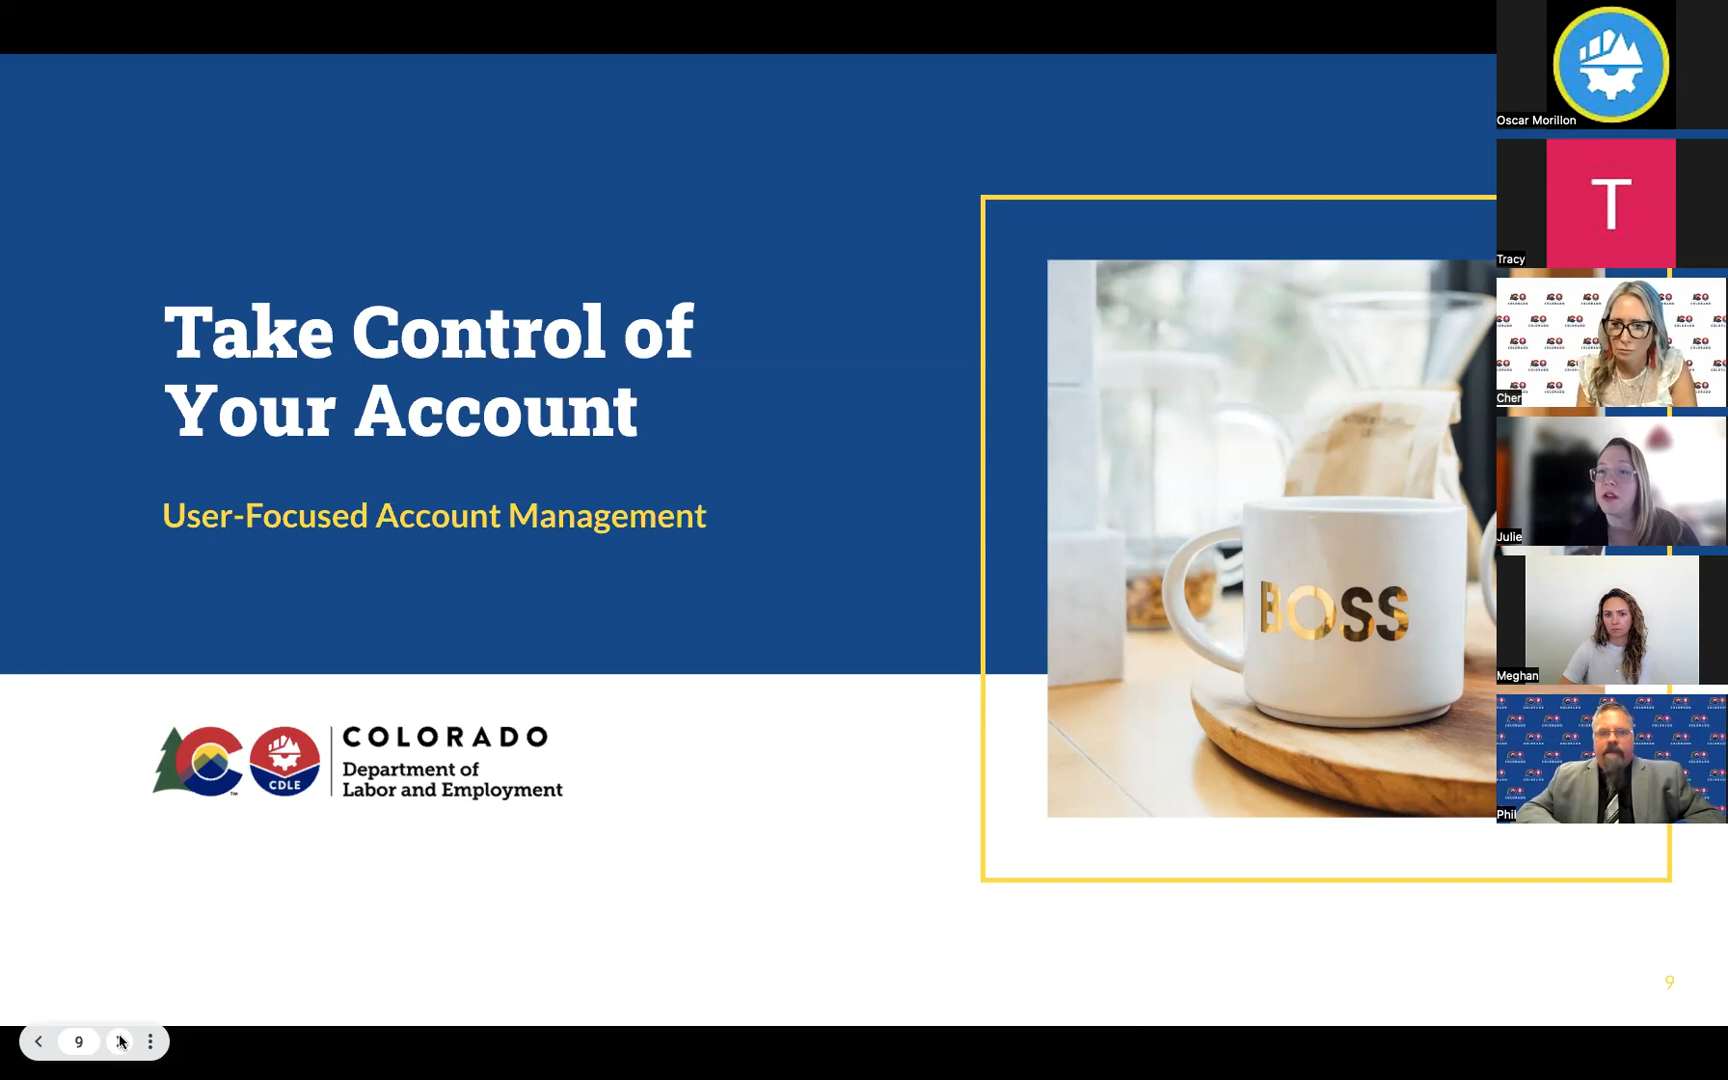 Take Control of
Your Account
User-Focused Account Management
COLORADO
Department of
Labor and Employment
CDLE
TM
BOSS
9
9
Oscar Morillon
T
Tracy
Cher
Julie
Meghan
Phil